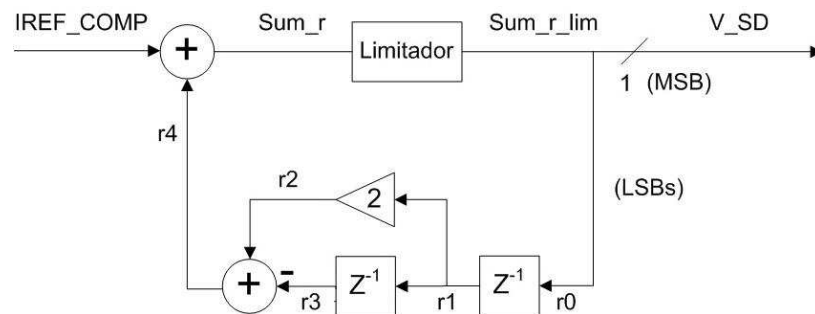 IREF_COMP
+
Sum_r
Limitador
Sum_r_lim
V_SD
1 (MSB)
r4
(LSBs)
r2
2
+
-
r3
Z-1
r1
Z-1
r0